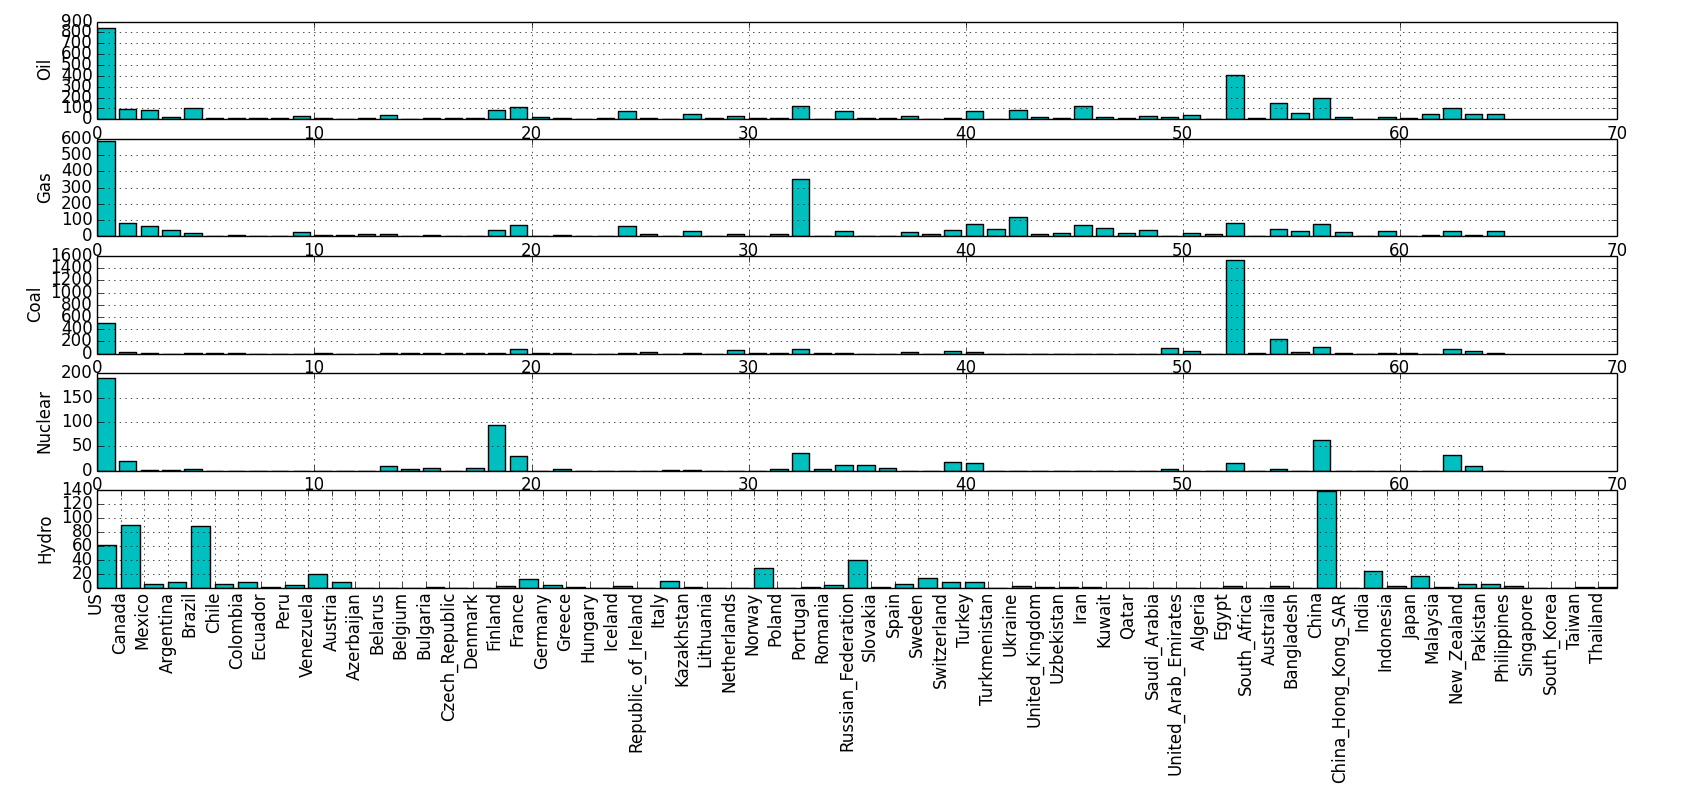 900
800
700
600
500
400
300
200
100
0
Oil
0 10 20 30 40 50 60 70
600
500
400
300
200
100
0
Gas
0 10 20 30 40 50 60 70
1600
1400
1200
1000
800
600
400
200
0
Coal
0 10 20 30 40 50 60 70
200
150
100
50
0
Nuclear
0 10 20 30 40 50 60 70
140
120
100
80
60
40
20
0
Hydro
US
Canada
Mexico
Argentina
Brazil
Chile
Colombia
Ecuador
Peru
Venezuela
Austria
Azerbaijan
Belarus
Belgium
Bulgaria
Czech_Republic
Denmark
Finland
France
Germany
Greece
Hungary
Iceland
Republic_of_Ireland
Italy
Kazakhstan
Lithuania
Netherlands
Norway
Poland
Portugal
Romania
Russian_Federation
Slovakia
Spain
Sweden
Switzerland
Turkey
Turkmenistan
Ukraine
United_Kingdom
Uzbekistan
Iran
Kuwait
Qatar
Saudi_Arabia
United_Arab_Emirates
Algeria
Egypt
South_Africa
Australia
Bangladesh
China
China_Hong_Kong_SAR
India
Indonesia
Japan
Malaysia
New_Zealand
Pakistan
Philippines
Singapore
South_Korea
Taiwan
Thailand